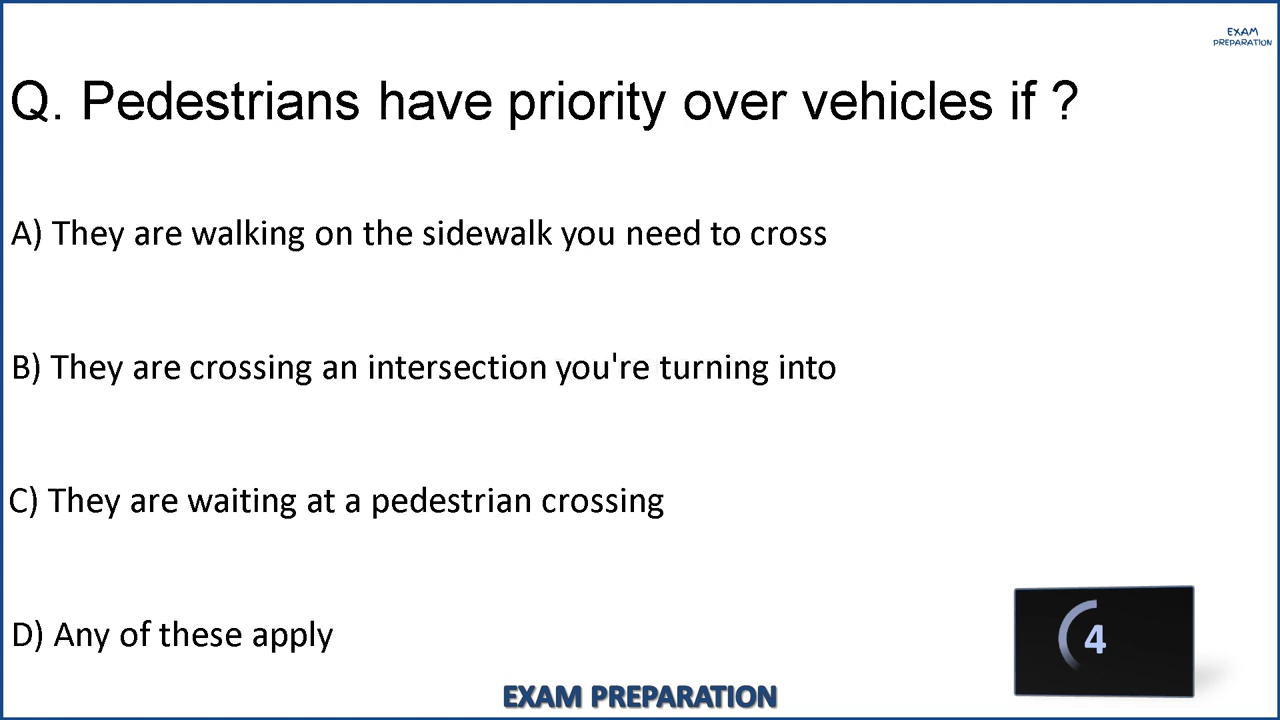 EXAM
PREPARATION
Q. Pedestrians have priority over vehicles if ?
A) They are walking on the sidewalk you need to cross
B) They are crossing an intersection you're turning into
C) They are waiting at a pedestrian crossing
D) Any of these apply
4
EXAM PREPARATION